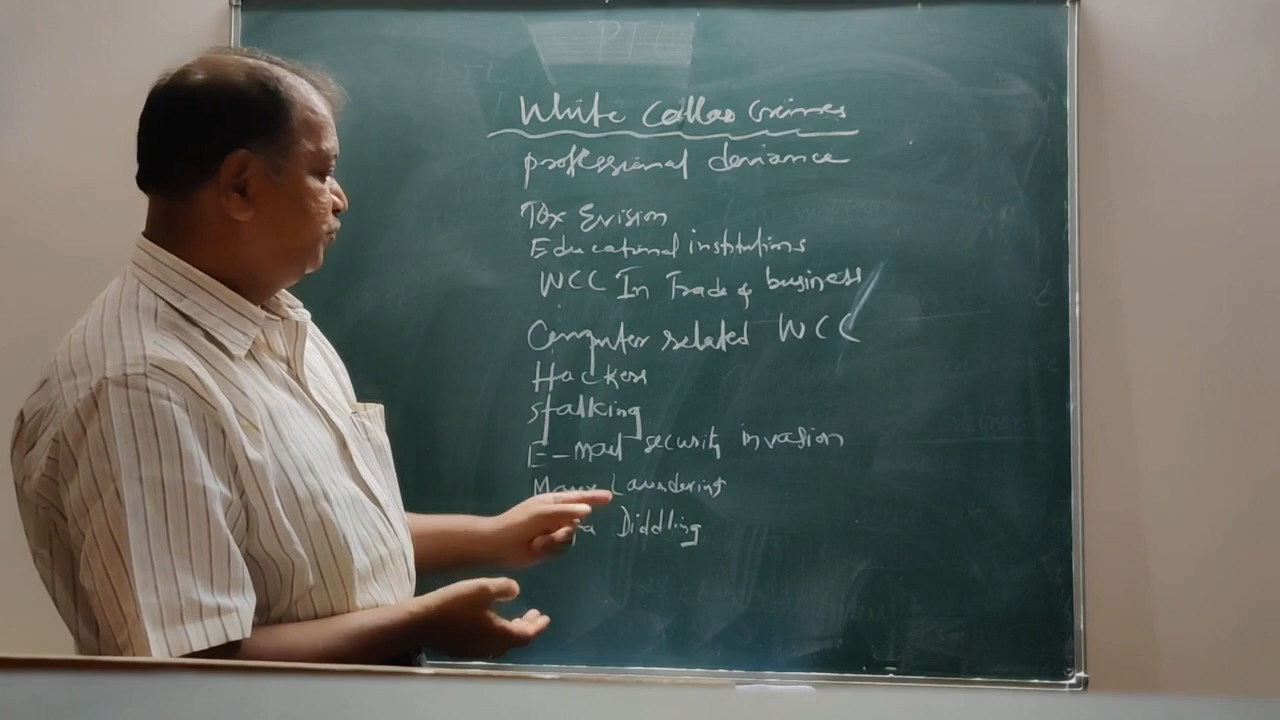 White Collar Crimes
professional deviance
Tax Evision
Educational institutions
WCC In Trade & business
Computer related WCC
Hackers
stalking
E-mail security invasion
Laundering
Diddling